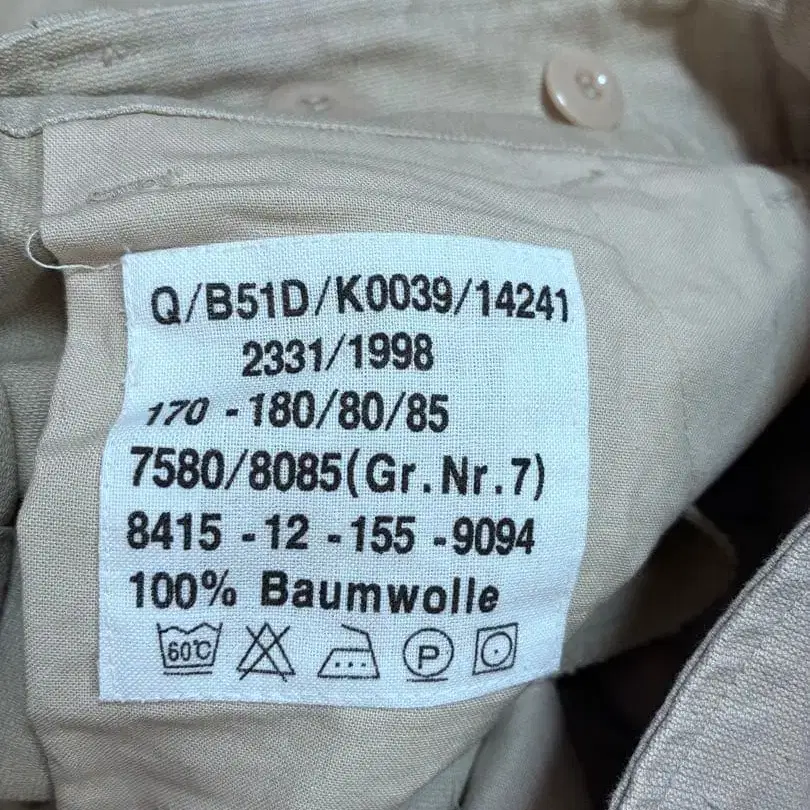 Q/B51D/K0039/14241
2331/1998
170 - 180/80/85
7580/8085(Gr.Nr.7)
8415 - 12 - 155 - 9094
100% Baumwolle
60°C P